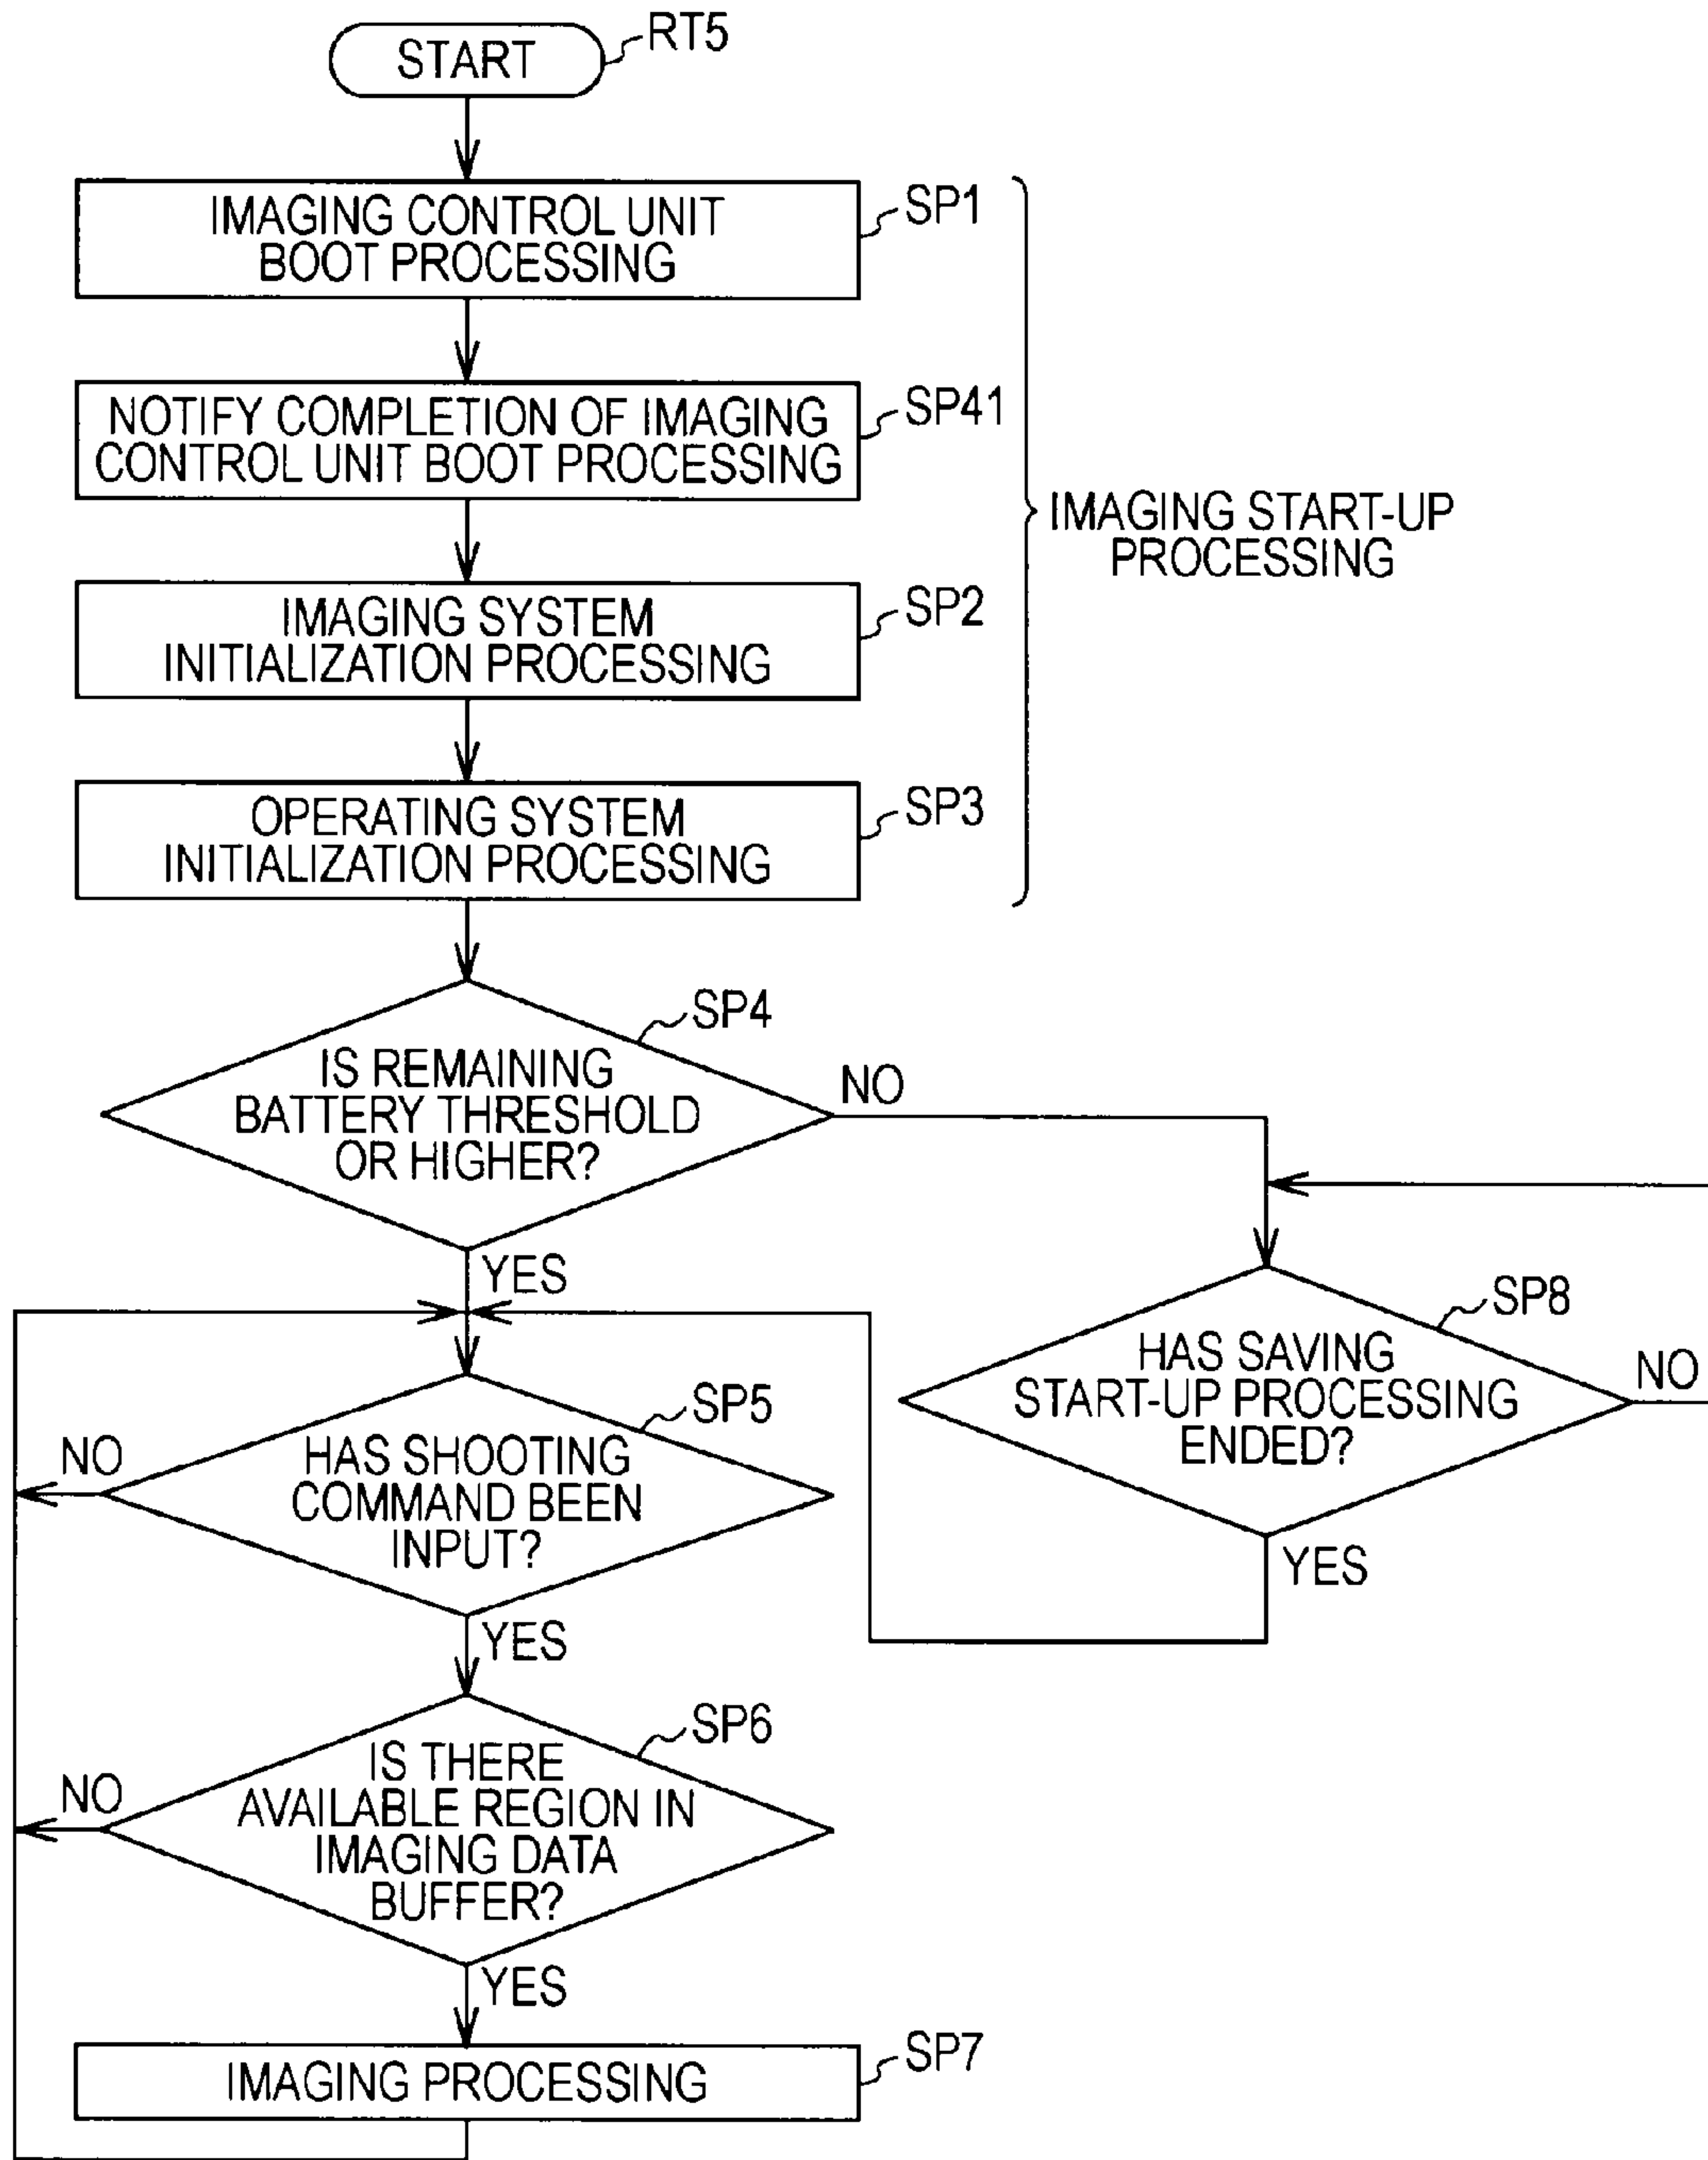 START
RT5
IMAGING CONTROL UNIT
BOOT PROCESSING
SP1
NOTIFY COMPLETION OF IMAGING
CONTROL UNIT BOOT PROCESSING
SP41
IMAGING START-UP
PROCESSING
IMAGING SYSTEM
INITIALIZATION PROCESSING
SP2
OPERATING SYSTEM
INITIALIZATION PROCESSING
SP3
SP4
IS REMAINING
BATTERY THRESHOLD
OR HIGHER?
NO
YES
SP8
HAS SAVING
START-UP PROCESSING
ENDED?
NO
YES
SP5
HAS SHOOTING
COMMAND BEEN
INPUT?
NO
YES
SP6
IS THERE
AVAILABLE REGION IN
IMAGING DATA
BUFFER?
NO
YES
IMAGING PROCESSING
SP7